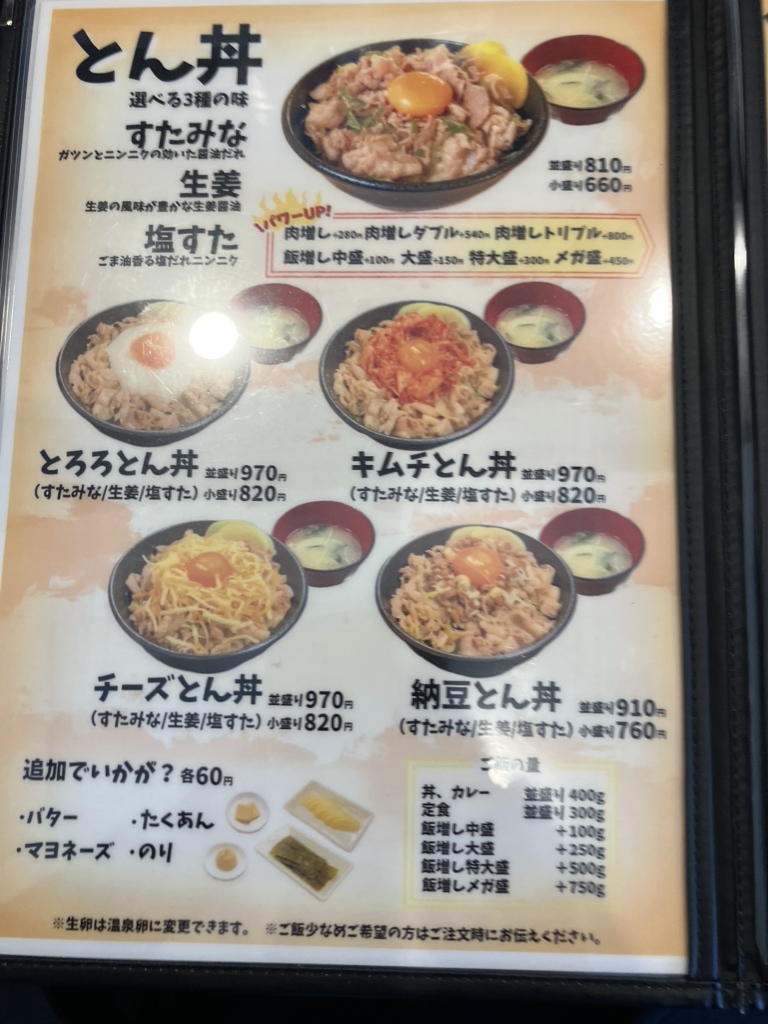 とん丼
選べる3種の味
すたみな
ガツンとニンニクの効いた醤油だれ
生姜
生姜の風味が豊かな生姜醤油
塩すた
ごま油香る塩だれニンニク
並盛り810円
小盛り660円
パワーUP!
肉増し+280円 肉増しダブル+540円 肉増しトリプル+800円
飯増し中盛+100円 大盛+150円 特大盛+300円 メガ盛+450円
とろろとん丼 並盛り970円
(すたみな/生姜/塩すた) 小盛り820円
キムチとん丼 並盛り970円
(すたみな/生姜/塩すた) 小盛り820円
チーズとん丼 並盛り970円
(すたみな/生姜/塩すた) 小盛り820円
納豆とん丼 並盛り910円
(すたみな/生姜/塩すた) 小盛り760円
追加でいかが?各60円
・バター ・たくあん
・マヨネーズ ・のり
ご飯の量
丼、カレー 並盛り400g
定食 並盛り300g
飯増し中盛 +100g
飯増し大盛 +250g
飯増し特大盛 +500g
飯増しメガ盛 +750g
※生卵は温泉卵に変更できます。 ※ご飯少なめご希望の方はご注文時にお伝えください。